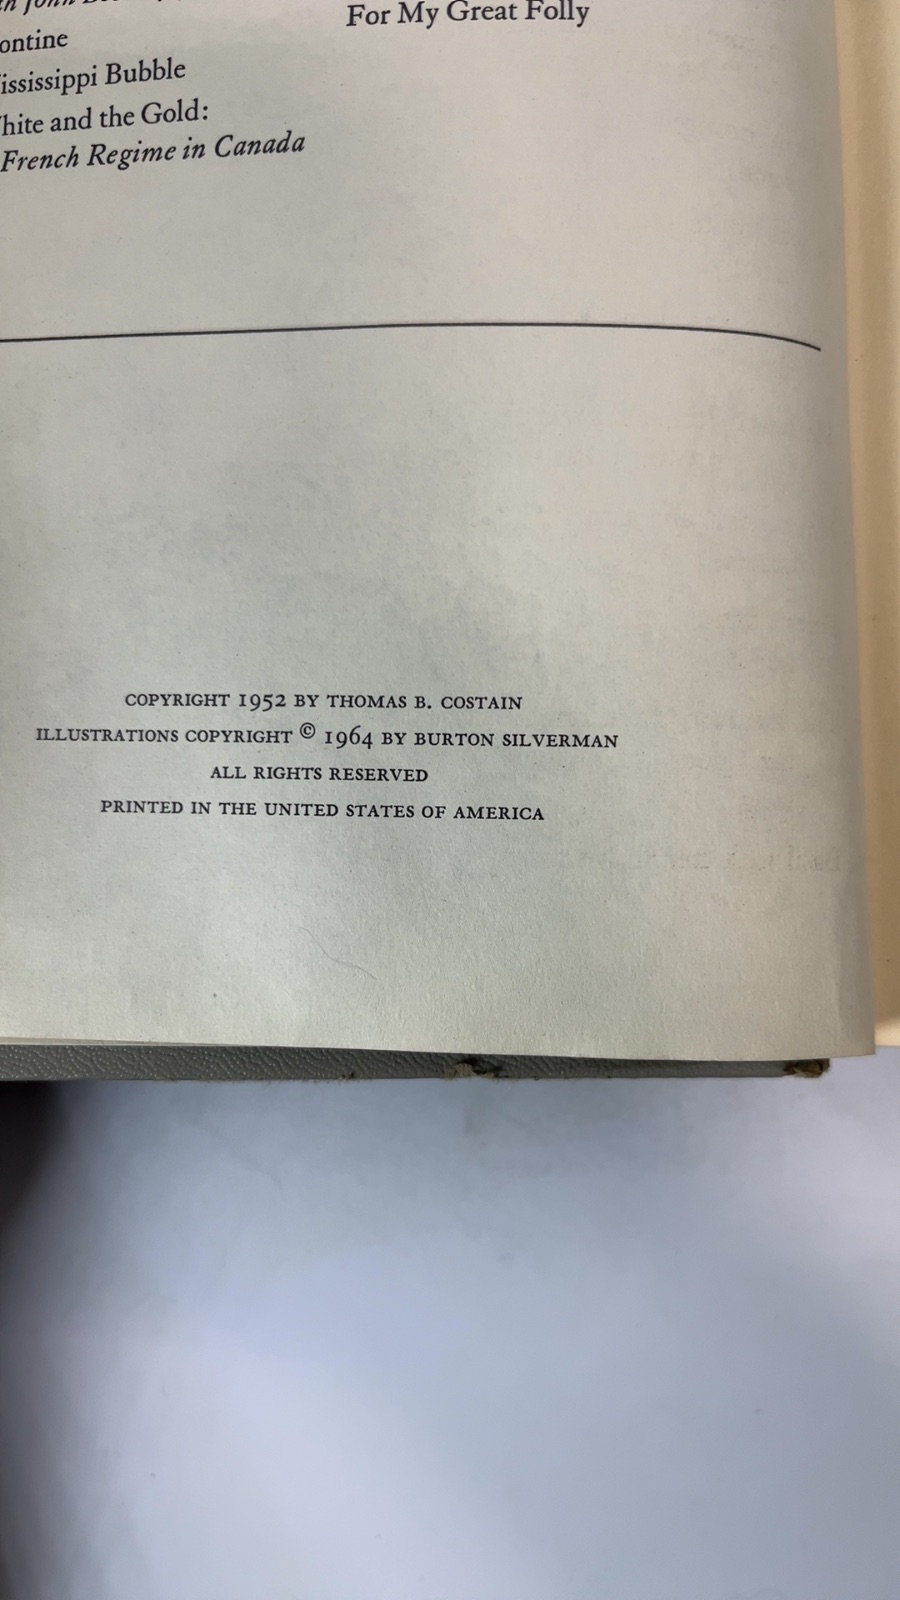 For My Great Folly
ontine
ississippi Bubble
hite and the Gold:
French Regime in Canada
COPYRIGHT 1952 BY THOMAS B. COSTAIN
ILLUSTRATIONS COPYRIGHT © 1964 BY BURTON SILVERMAN
ALL RIGHTS RESERVED
PRINTED IN THE UNITED STATES OF AMERICA